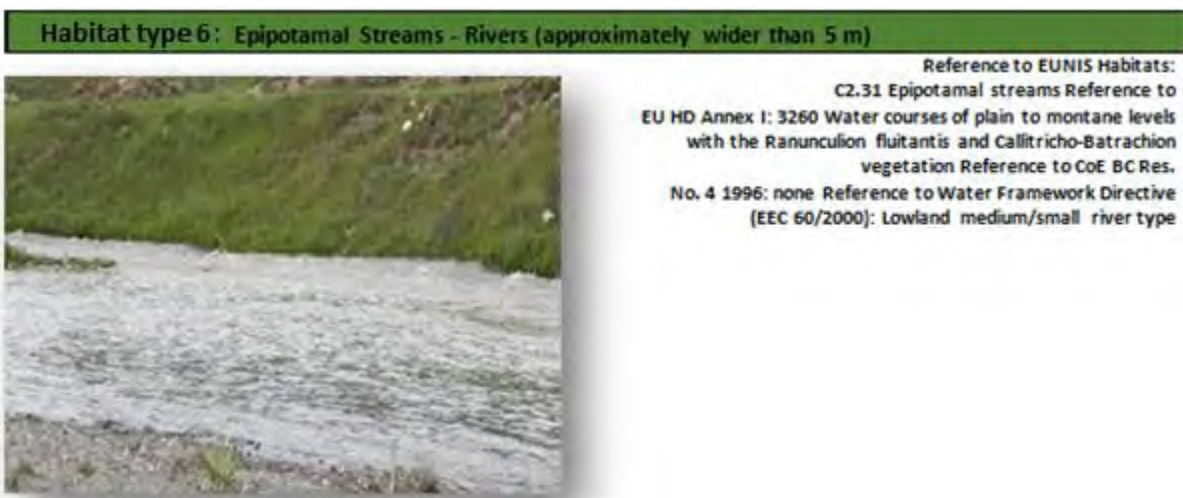 Habitat type 6: Epipotamal Streams - Rivers (approximately wider than 5 m)
Reference to EUNIS Habitats:
C2.31 Epipotamal streams Reference to
EU HD Annex I: 3260 Water courses of plain to montane levels
with the Ranunculion fluitantis and Callitricho-Batrachion
vegetation Reference to CoE BC Res.
No. 4 1996: none Reference to Water Framework Directive
(EEC 60/2000): Lowland medium/small river type